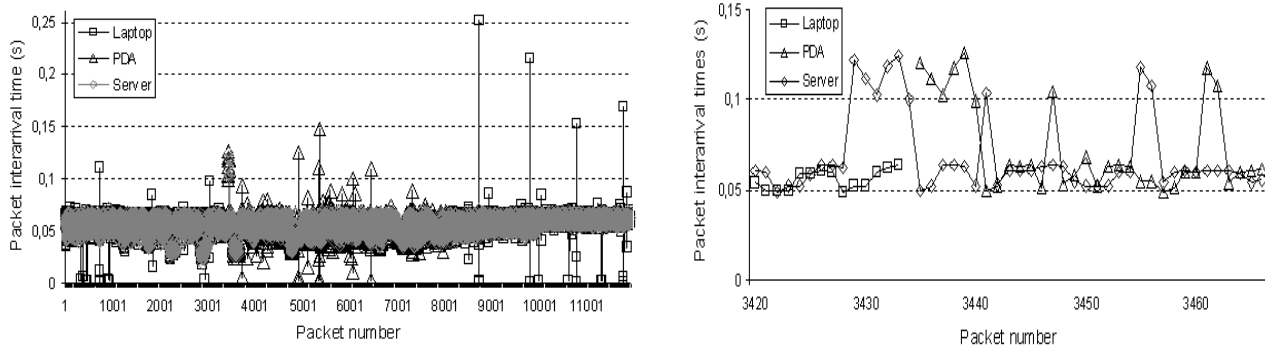 Packet interarrival time (s)
0,25
0,2
0,15
0,1
0,05
0
Laptop
PDA
Server
1 1001 2001 3001 4001 5001 6001 7001 8001 9001 10001 11001
Packet number
Packet interarrival times (s)
0,15
0,1
0,05
0
Laptop
PDA
Server
3420 3430 3440 3450 3460
Packet number